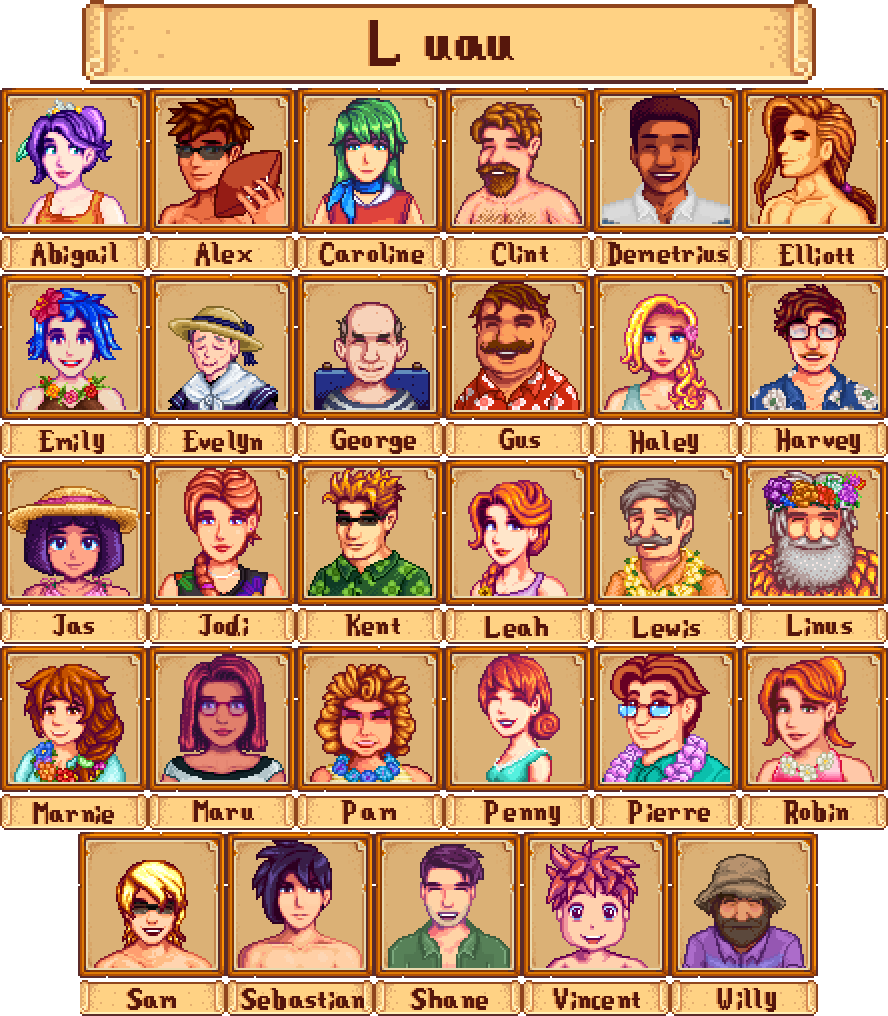 Luau
Abigail Alex Caroline Clint Demetrius Elliott
Emily Evelyn George Gus Haley Harvey
Jas Jodi Kent Leah Lewis Linus
Marnie Maru Pam Penny Pierre Robin
Sam Sebastian Shane Vincent Willy